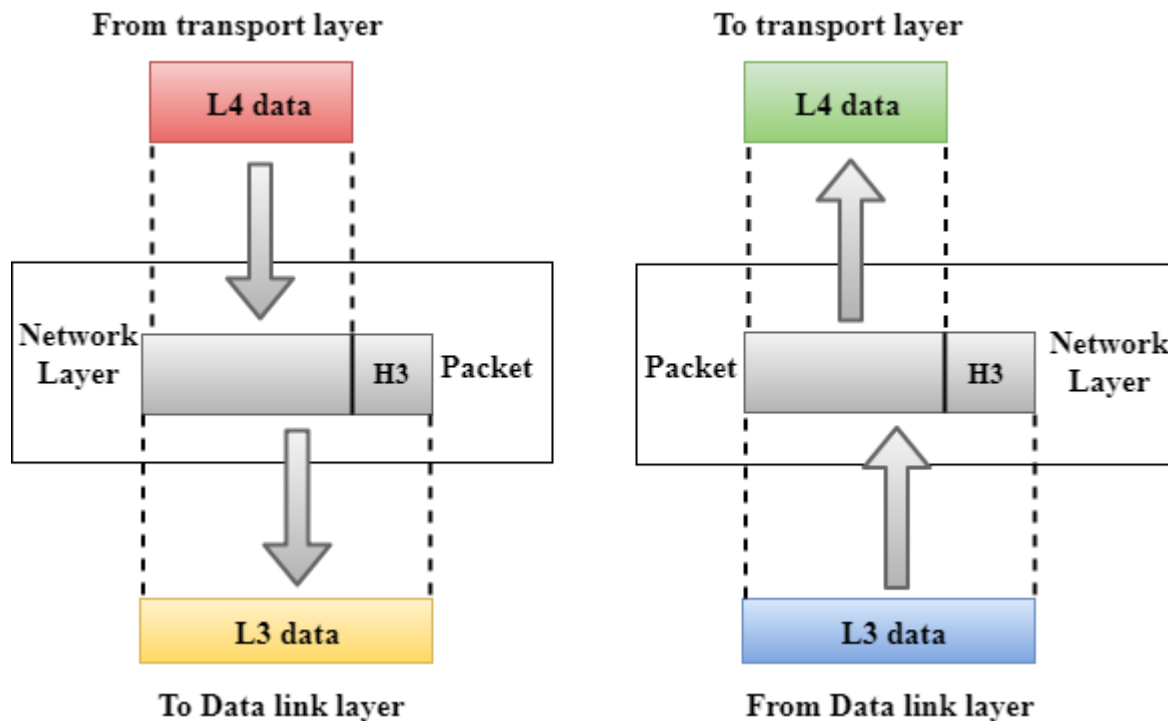 From transport layer
L4 data
Network
Layer
H3
Packet
L3 data
To Data link layer
To transport layer
L4 data
Packet
H3
Network
Layer
L3 data
From Data link layer